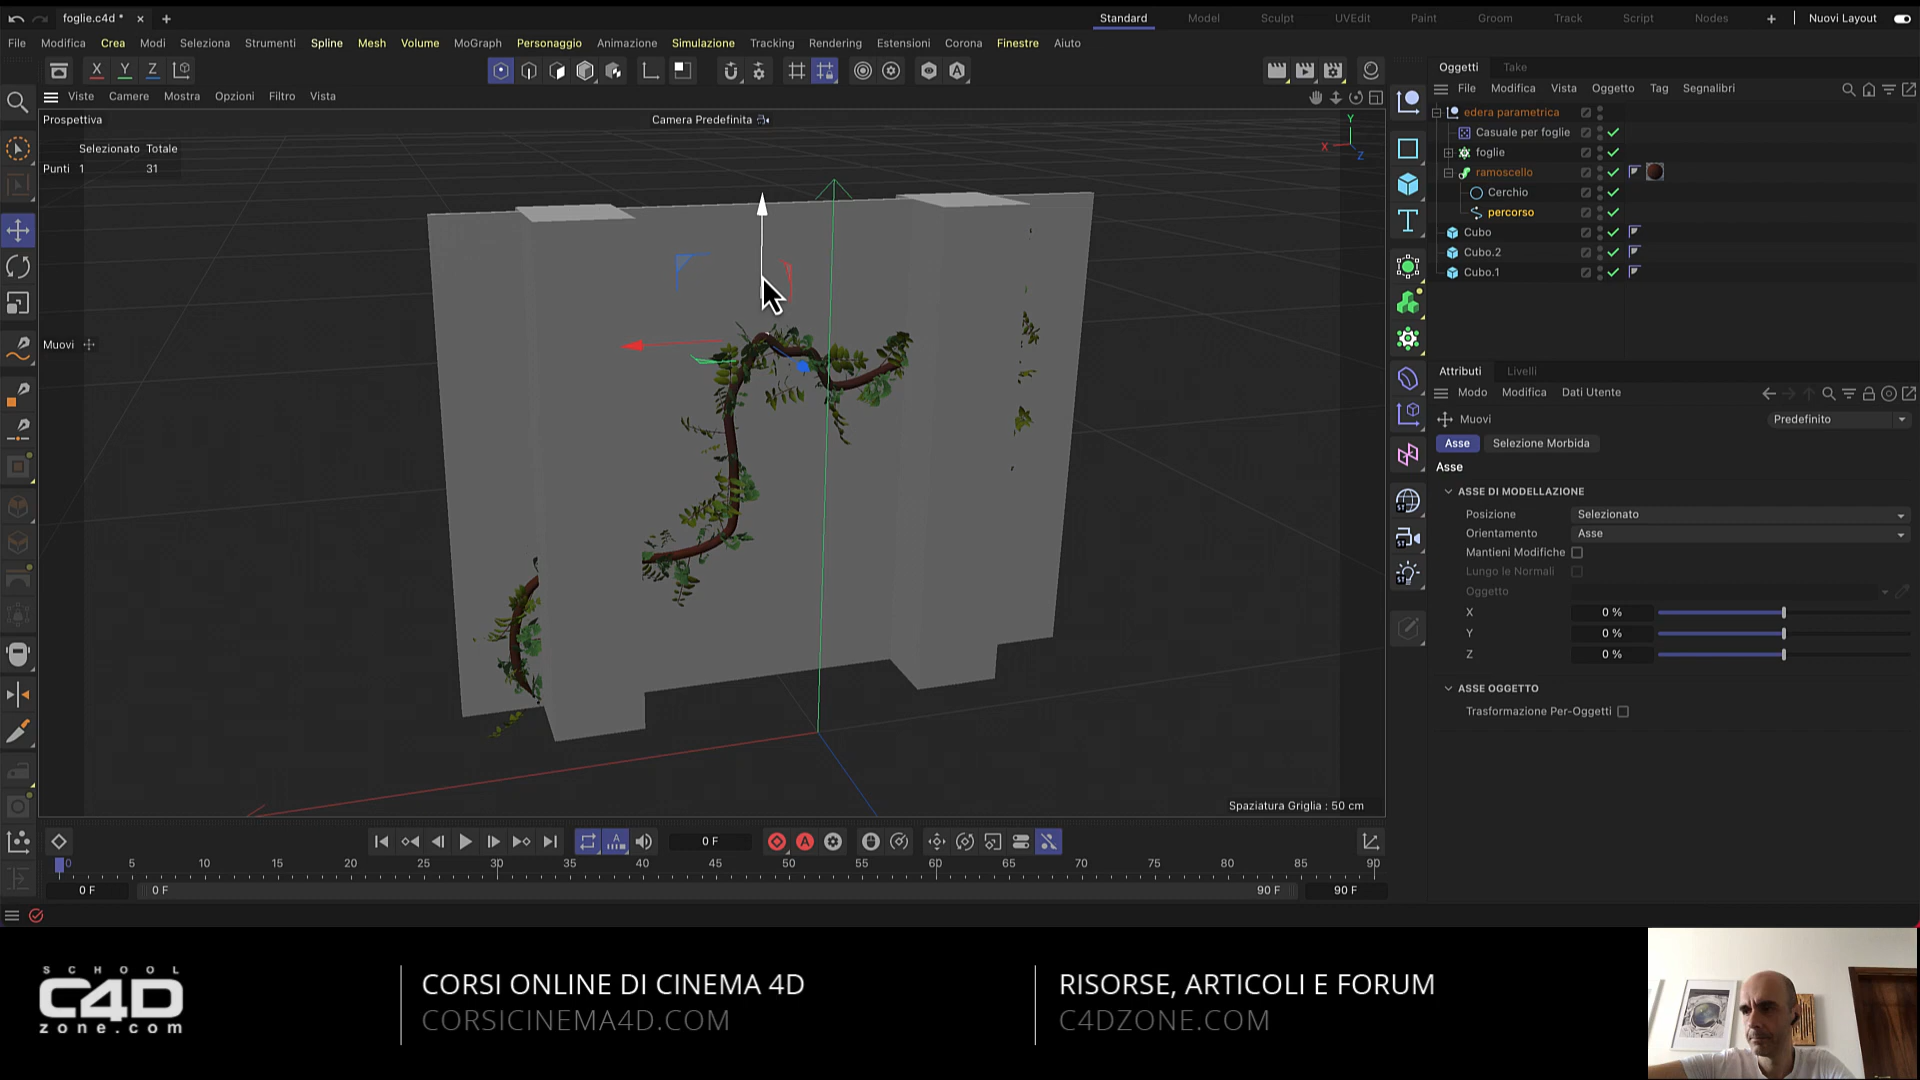 foglie.c4d *
Standard
Model
Sculpt
UVEdit
Paint
Groom
Track
Script
Nodes
Nuovi Layout
File
Modifica
Crea
Modi
Seleziona
Strumenti
Spline
Mesh
Volume
MoGraph
Personaggio
Animazione
Simulazione
Tracking
Rendering
Estensioni
Corona
Finestre
Aiuto
X
Y
Z
Oggetti
Take
File
Modifica
Vista
Oggetto
Tag
Segnalibri
Viste
Camere
Mostra
Opzioni
Filtro
Vista
Prospettiva
Camera Predefinita
Y
X
Z
Selezionato Totale
Punti 1 31
Muovi
edera parametrica
Casuale per foglie
foglie
ramoscello
Cerchio
percorso
Cubo
Cubo.2
Cubo.1
Attributi
Livelli
Modo
Modifica
Dati Utente
Muovi
Predefinito
Asse
Selezione Morbida
Asse
ASSE DI MODELLAZIONE
Posizione
Selezionato
Orientamento
Asse
Mantieni Modifiche
Lungo le Normali
Oggetto
X 0 %
Y 0 %
Z 0 %
ASSE OGGETTO
Trasformazione Per-Oggetti
Spaziatura Griglia : 50 cm
0 F
0 5 10 15 20 25 30 35 40 45 50 55 60 65 70 75 80 85 90
0 F
0 F
90 F
90 F
SCHOOL
C4D
zone.com
CORSI ONLINE DI CINEMA 4D
CORSICINEMA4D.COM
RISORSE, ARTICOLI E FORUM
C4DZONE.COM